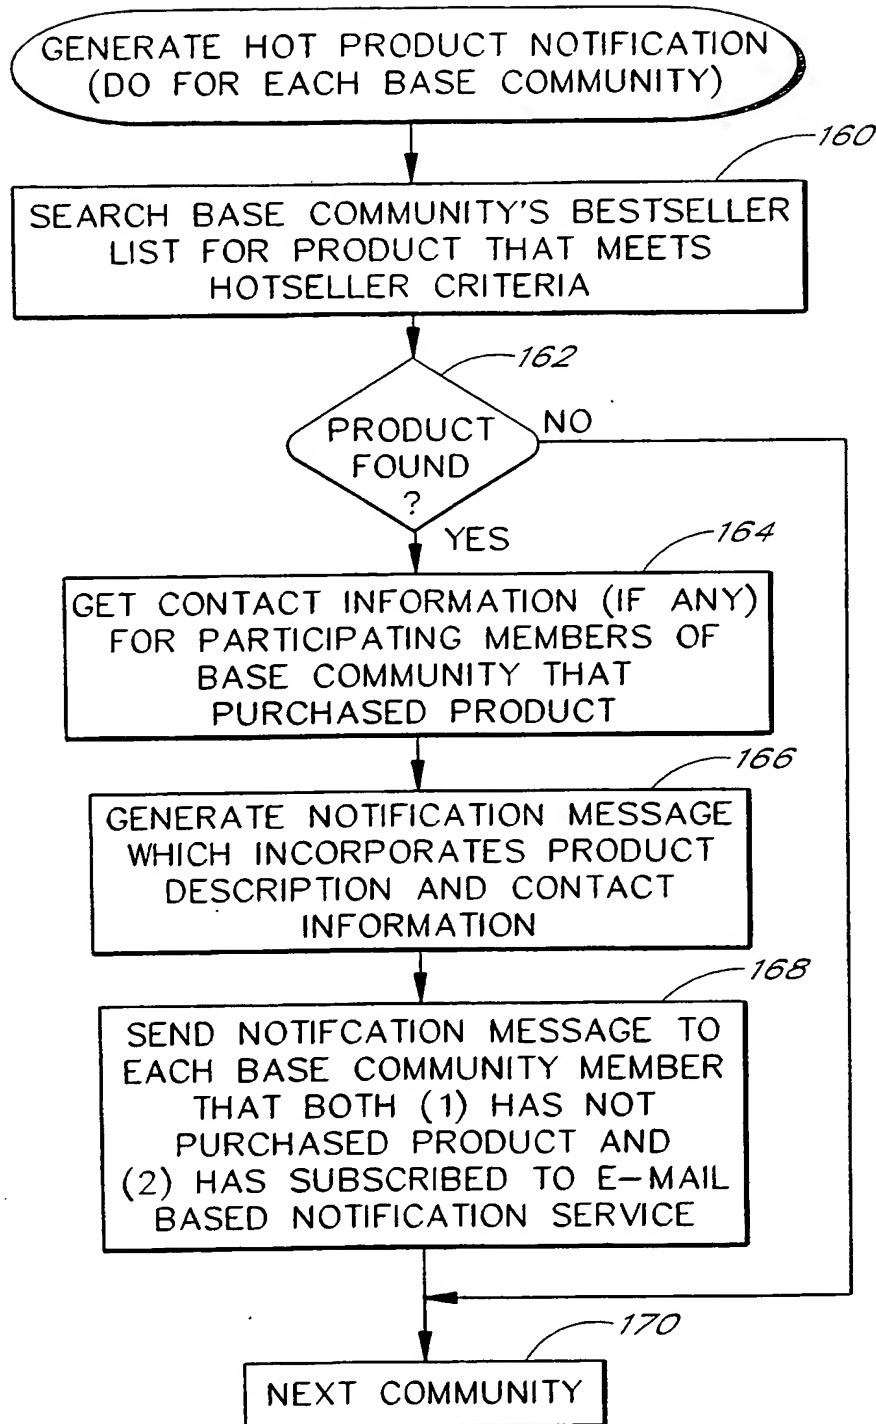 GENERATE HOT PRODUCT NOTIFICATION
(DO FOR EACH BASE COMMUNITY)
160
SEARCH BASE COMMUNITY'S BESTSELLER
LIST FOR PRODUCT THAT MEETS
HOTSELLER CRITERIA
162
PRODUCT
FOUND
?
NO
YES
164
GET CONTACT INFORMATION (IF ANY)
FOR PARTICIPATING MEMBERS OF
BASE COMMUNITY THAT
PURCHASED PRODUCT
166
GENERATE NOTIFICATION MESSAGE
WHICH INCORPORATES PRODUCT
DESCRIPTION AND CONTACT
INFORMATION
168
SEND NOTIFCATION MESSAGE TO
EACH BASE COMMUNITY MEMBER
THAT BOTH (1) HAS NOT
PURCHASED PRODUCT AND
(2) HAS SUBSCRIBED TO E-MAIL
BASED NOTIFICATION SERVICE
170
NEXT COMMUNITY